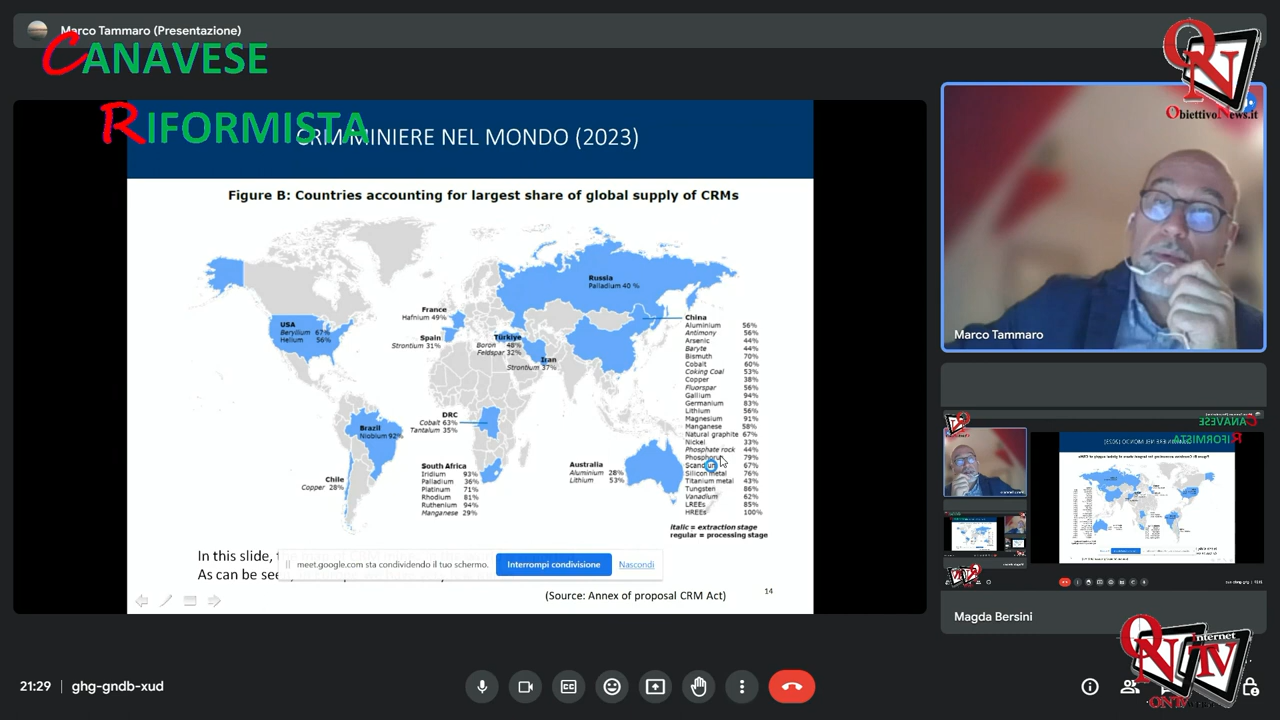 Marco Tammaro (Presentazione)
CANAVESE
RIFORMISTA
CRM MINIERE NEL MONDO (2023)
Figure B: Countries accounting for largest share of global supply of CRMs
Russia
Palladium 40 %
France
Hafnium 49%
Spain
Strontium 31%
USA
Beryllium 67%
Helium 56%
Türkiye
Boron 48%
Feldspar 32%
Iran
Strontium 37%
China
Aluminium 56%
Antimony 56%
Arsenic 44%
Baryte 44%
Bismuth 70%
Cobalt 60%
Coking Coal 53%
Copper 38%
Fluorspar 56%
Gallium 94%
Germanium 83%
Lithium 56%
Magnesium 91%
Manganese 58%
Natural graphite 67%
Nickel 33%
Phosphate rock 44%
Phosphorus 79%
Scandium 67%
Silicon metal 76%
Titanium metal 43%
Tungsten 86%
Vanadium 62%
LREEs 85%
HREEs 100%
DRC
Cobalt 63%
Tantalum 35%
Brazil
Niobium 92%
Chile
Copper 28%
South Africa
Iridium 93%
Palladium 36%
Platinum 71%
Rhodium 81%
Ruthenium 94%
Manganese 29%
Australia
Aluminium 28%
Lithium 53%
italic = extraction stage
regular = processing stage
In this slide,
As can be see
meet.google.com sta condividendo il tuo schermo.
Interrompi condivisione
Nascondi
(Source: Annex of proposal CRM Act)
14
ON
ObiettivoNews.it
Marco Tammaro
CANAVESE
RIFORMISTA
Magda Bersini
internet
ON TV
21:29 | ghg-gndb-xud